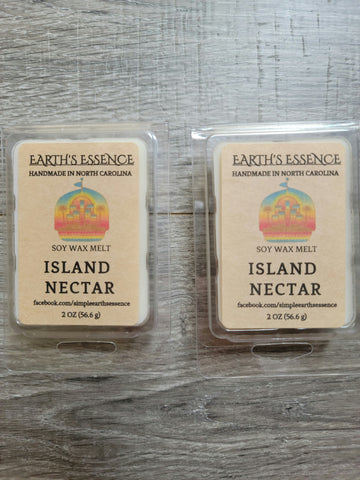 EARTH'S ESSENCE
HANDMADE IN NORTH CAROLINA
SOY WAX MELT
ISLAND
NECTAR
facebook.com/simpleearthsessence
2 OZ (56.6 g)
EARTH'S ESSENCE
HANDMADE IN NORTH CAROLINA
SOY WAX MELT
ISLAND
NECTAR
facebook.com/simpleearthsessence
2 OZ (56.6 g)